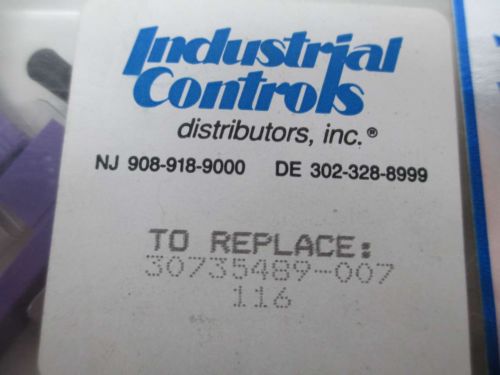 Industrial
Controls
distributors, inc.®
NJ 908-918-9000 DE 302-328-8999
TO REPLACE:
30735489-007
116